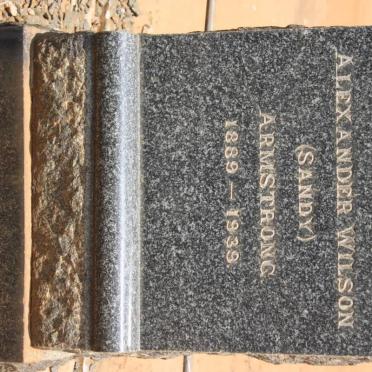 ALEXANDER WILSON
(SANDY)
ARMSTRONG.
1889 — 1939.